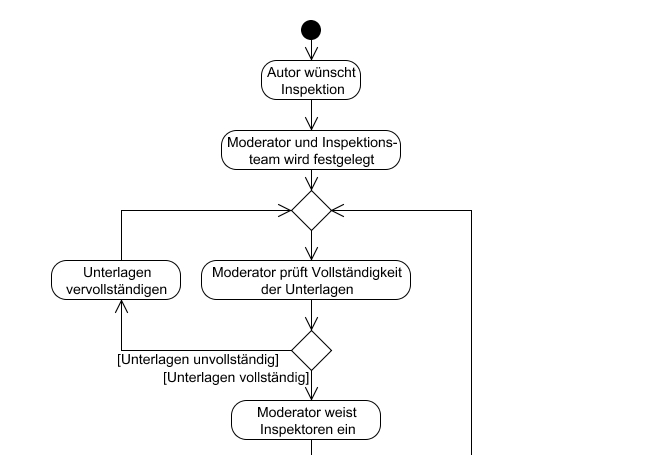 Autor wünscht
Inspektion
Moderator und Inspektions-
team wird festgelegt
Unterlagen
vervollständigen
Moderator prüft Vollständigkeit
der Unterlagen
[Unterlagen unvollständig]
[Unterlagen vollständig]
Moderator weist
Inspektoren ein